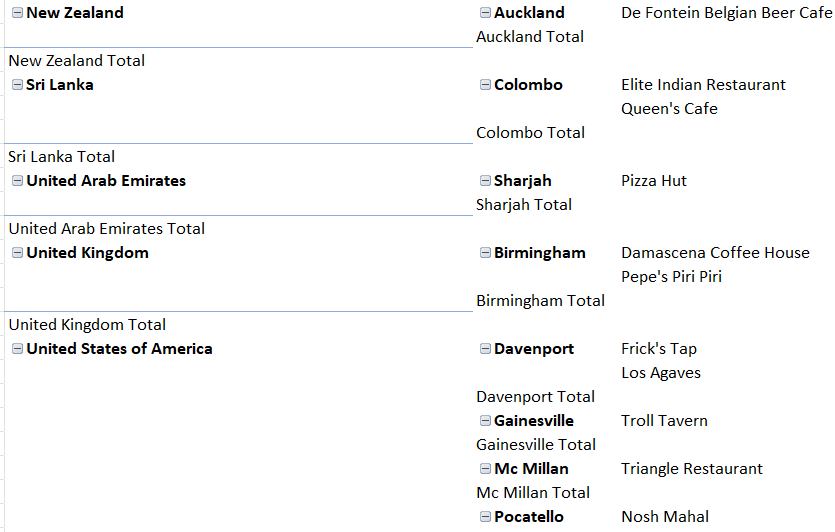 New Zealand Auckland De Fontein Belgian Beer Cafe
Auckland Total
New Zealand Total
Sri Lanka Colombo Elite Indian Restaurant
Queen's Cafe
Colombo Total
Sri Lanka Total
United Arab Emirates Sharjah Pizza Hut
Sharjah Total
United Arab Emirates Total
United Kingdom Birmingham Damascena Coffee House
Pepe's Piri Piri
Birmingham Total
United Kingdom Total
United States of America Davenport Frick's Tap
Los Agaves
Davenport Total
Gainesville Troll Tavern
Gainesville Total
Mc Millan Triangle Restaurant
Mc Millan Total
Pocatello Nosh Mahal